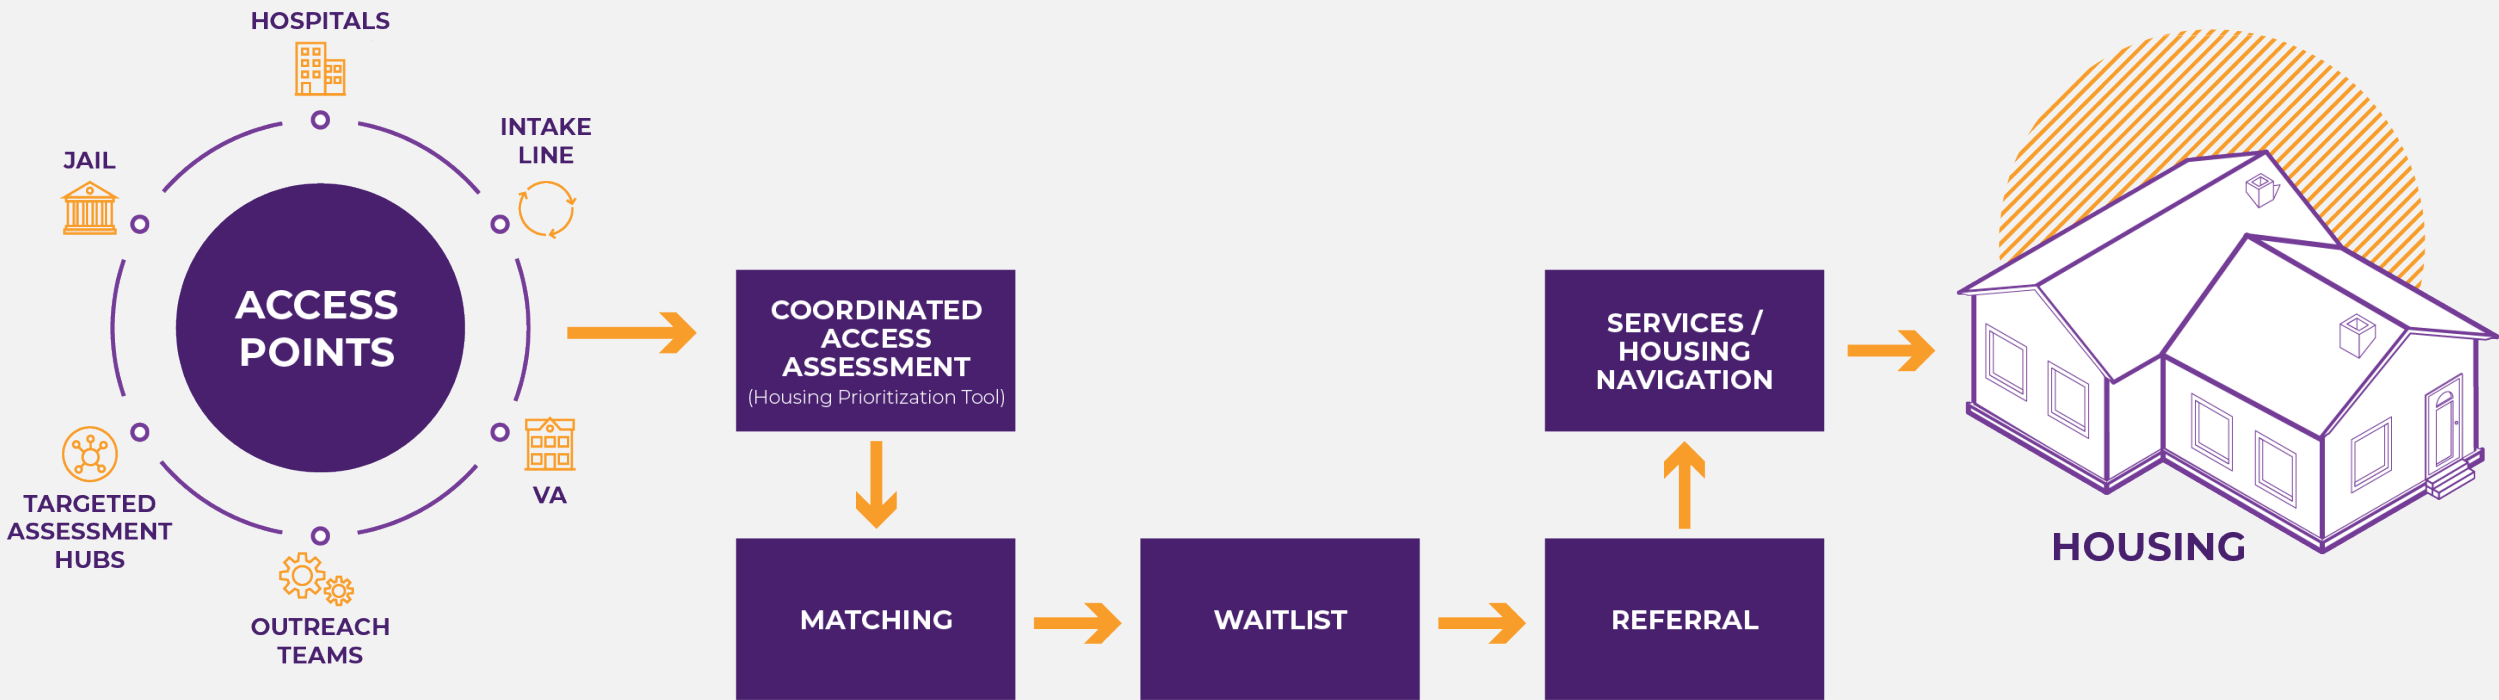 HOSPITALS
INTAKE
LINE
JAIL
ACCESS
POINTS
VA
TARGETED
ASSESSMENT
HUBS
OUTREACH
TEAMS
COORDINATED
ACCESS
ASSESSMENT
(Housing Prioritization Tool)
MATCHING
WAITLIST
REFERRAL
SERVICES /
HOUSING
NAVIGATION
HOUSING